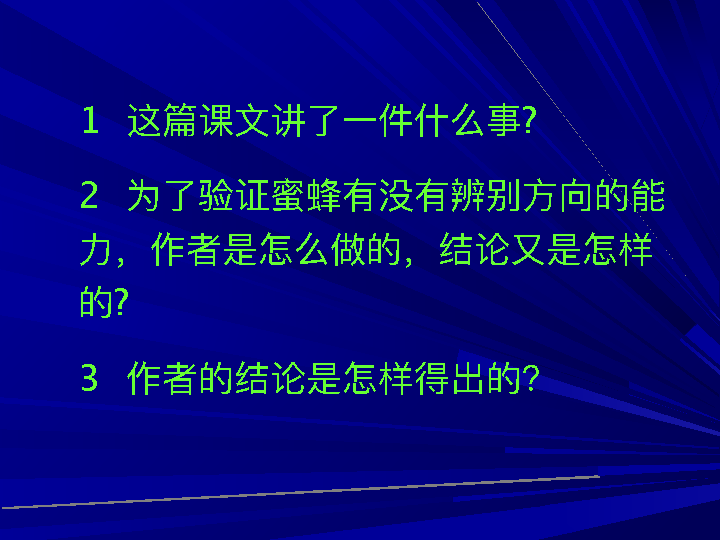 1 这篇课文讲了一件什么事?
2 为了验证蜜蜂有没有辨别方向的能
力，作者是怎么做的，结论又是怎样
的?
3 作者的结论是怎样得出的?